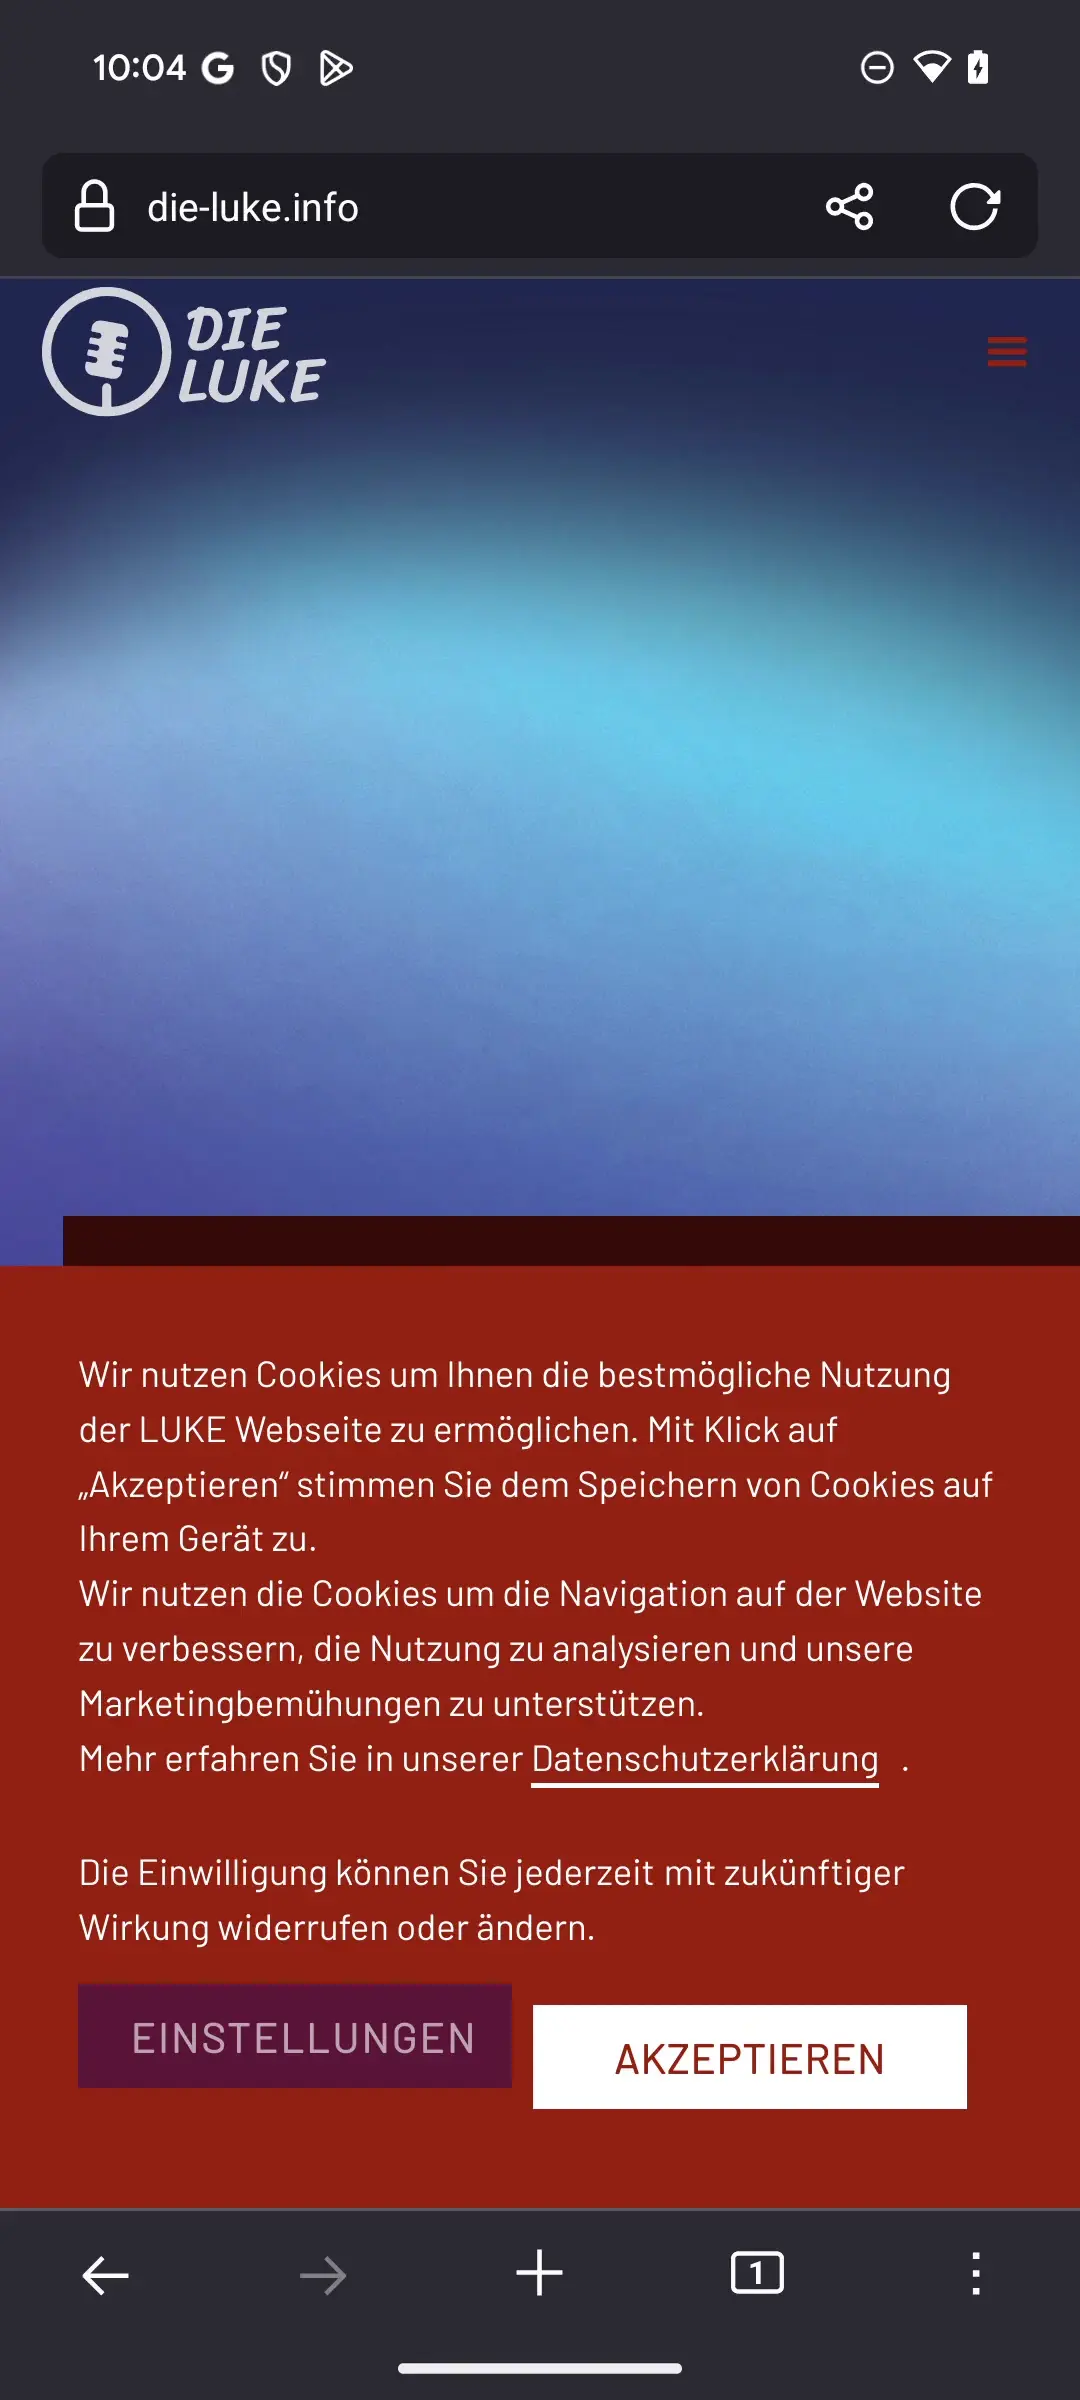 10:04
die-luke.info
DIE
LUKE
Wir nutzen Cookies um Ihnen die bestmögliche Nutzung
der LUKE Webseite zu ermöglichen. Mit Klick auf
„Akzeptieren“ stimmen Sie dem Speichern von Cookies auf
Ihrem Gerät zu.
Wir nutzen die Cookies um die Navigation auf der Website
zu verbessern, die Nutzung zu analysieren und unsere
Marketingbemühungen zu unterstützen.
Mehr erfahren Sie in unserer Datenschutzerklärung .
Die Einwilligung können Sie jederzeit mit zukünftiger
Wirkung widerrufen oder ändern.
EINSTELLUNGEN
AKZEPTIEREN
1